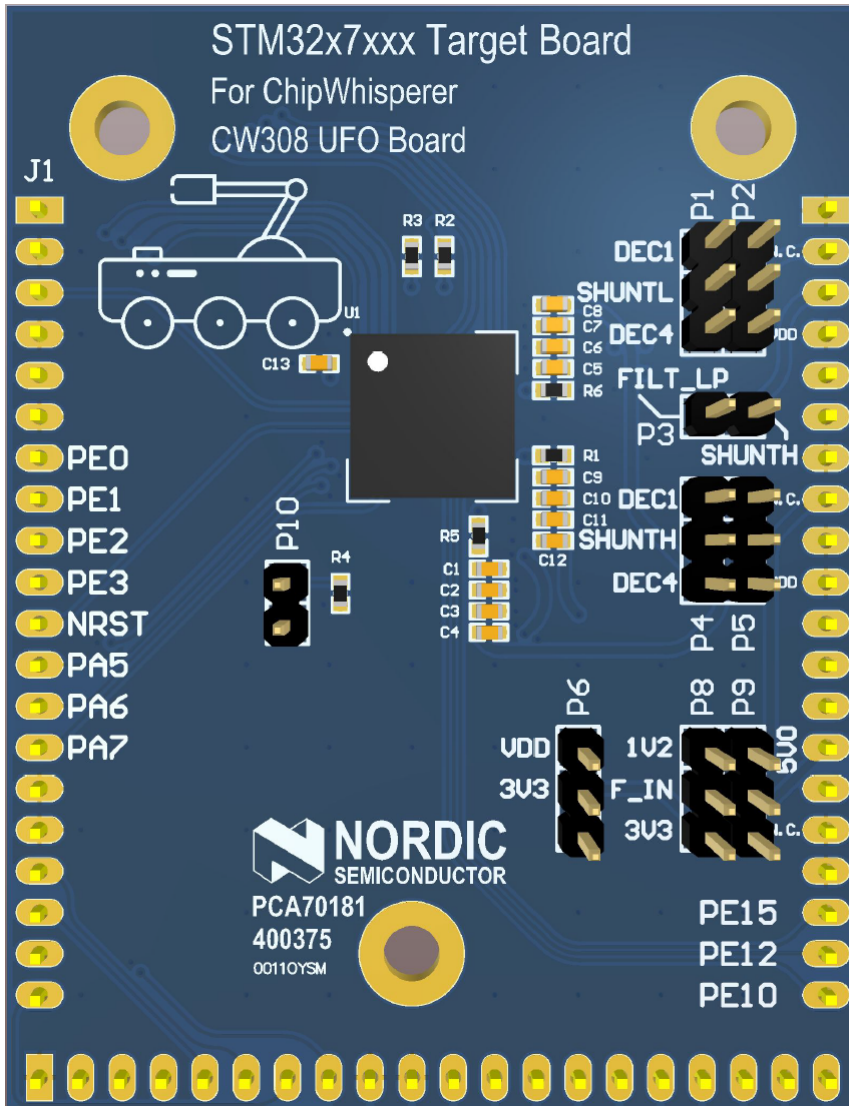 STM32x7xxx Target Board
For ChipWhisperer
CW308 UFO Board
J1
P1 P2
R3 R2
DEC1 N.C.
SHUNTL
U1
C8
C7
DEC4 VDD
C6
C13
C5
FILT_LP
R6
P3
SHUNTH
PE0
R1
C9
PE1
C10
DEC1 N.C.
C11
P10
R5
PE2
SHUNTH
C12
R4
C1
PE3
C2
DEC4
C3
NRST
C4
P4 P5
PA5
PA6
P6
P8 P9
PA7
VDD
1V2
5V0
3V3
F_IN
3V3 N.C.
NORDIC
SEMICONDUCTOR
PCA70181
400375
00110YSM
PE15
PE12
PE10